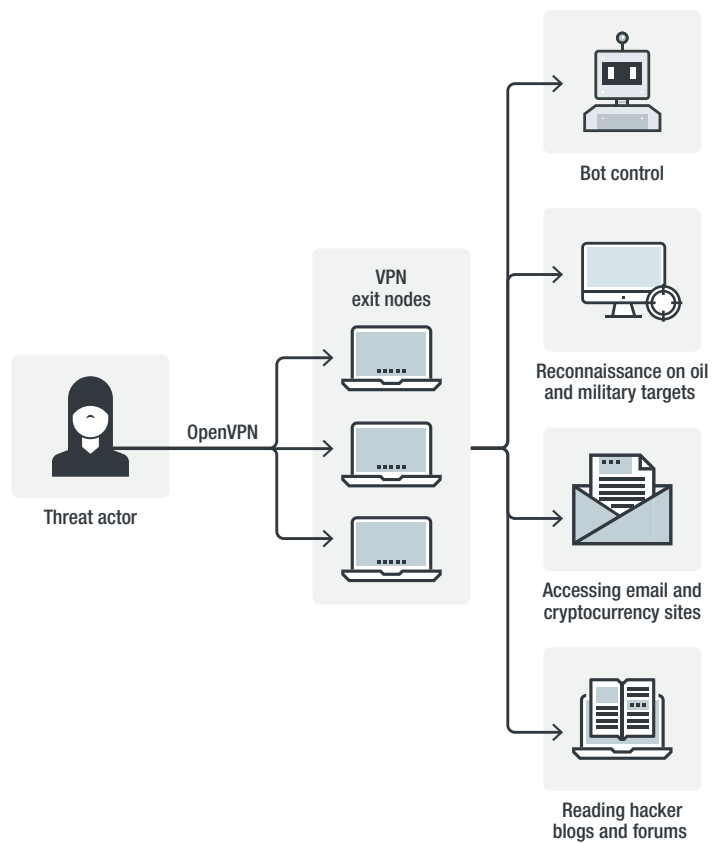 Bot control
VPN
exit nodes
Reconnaissance on oil
and military targets
OpenVPN
Threat actor
Accessing email and
cryptocurrency sites
Reading hacker
blogs and forums